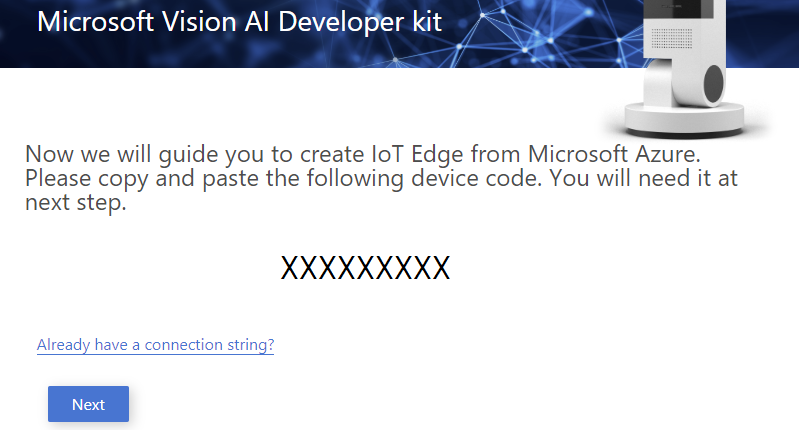 Microsoft Vision AI Developer kit
Now we will guide you to create IoT Edge from Microsoft Azure.
Please copy and paste the following device code. You will need it at
next step.
XXXXXXXXX
Already have a connection string?
Next